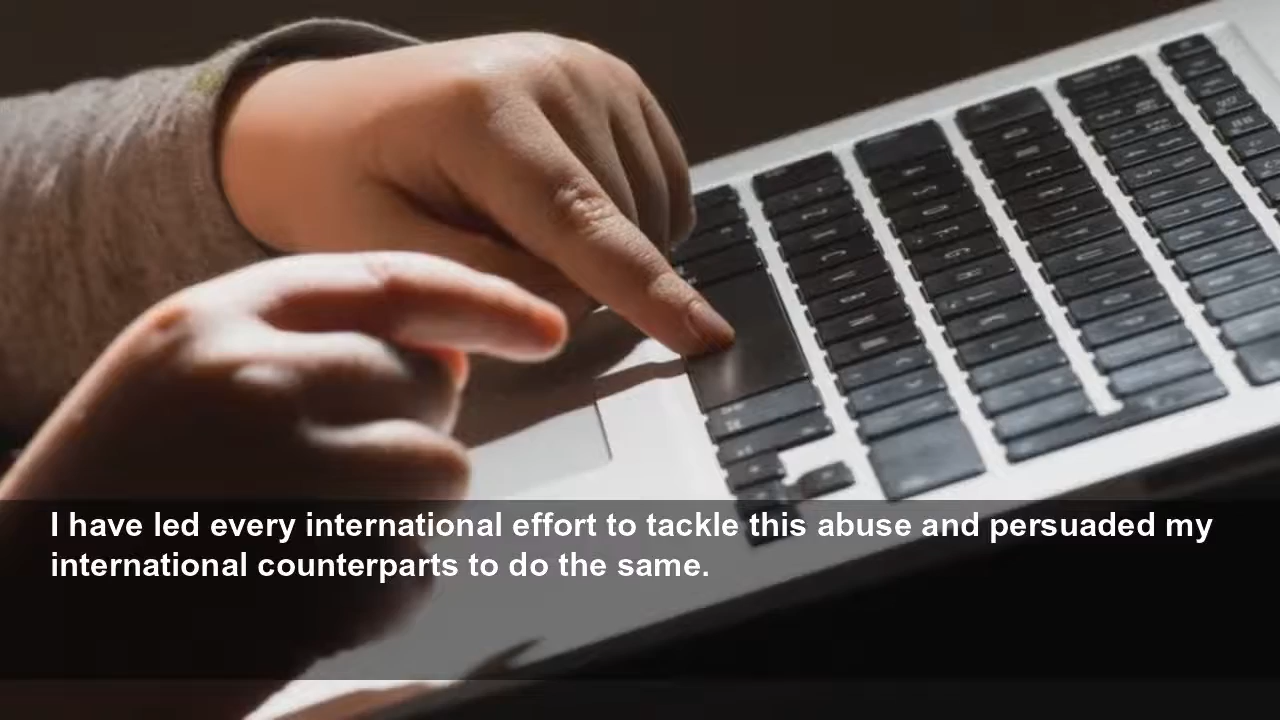 I have led every international effort to tackle this abuse and persuaded my
international counterparts to do the same.